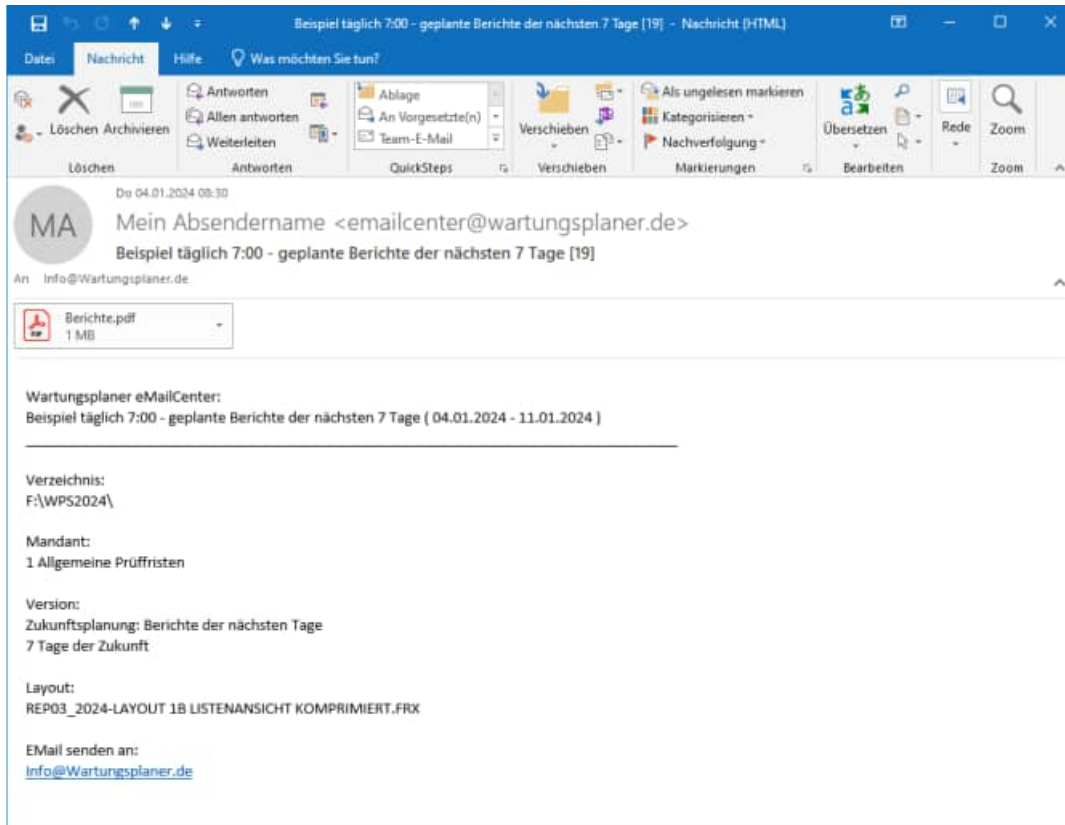 Beispiel täglich 7:00 - geplante Berichte der nächsten 7 Tage [19] - Nachricht (HTML)
Datei Nachricht Hilfe Was möchten Sie tun?
Löschen Archivieren
Löschen
Antworten
Allen antworten
Weiterleiten
Antworten
Ablage
An Vorgesetzte(n)
Team-E-Mail
QuickSteps
Verschieben
Verschieben
Als ungelesen markieren
Kategorisieren
Nachverfolgung
Markierungen
Übersetzen
Bearbeiten
Rede
Zoom
Zoom
Do 04.01.2024 08:30
MA
Mein Absendername <emailcenter@wartungsplaner.de>
Beispiel täglich 7:00 - geplante Berichte der nächsten 7 Tage [19]
An Info@Wartungsplaner.de
Berichte.pdf
1 MB
Wartungsplaner eMailCenter:
Beispiel täglich 7:00 - geplante Berichte der nächsten 7 Tage ( 04.01.2024 - 11.01.2024 )
Verzeichnis:
F:\WPS2024\
Mandant:
1 Allgemeine Prüffristen
Version:
Zukunftsplanung: Berichte der nächsten Tage
7 Tage der Zukunft
Layout:
REP03_2024-LAYOUT 1B LISTENANSICHT KOMPRIMIERT.FRX
EMail senden an:
Info@Wartungsplaner.de